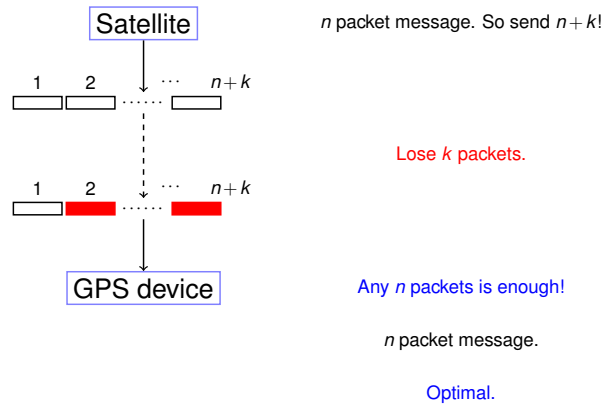 Satellite
n packet message. So send n + k!
1 2 ··· n + k
······
Lose k packets.
1 2 ··· n + k
······
GPS device
Any n packets is enough!
n packet message.
Optimal.